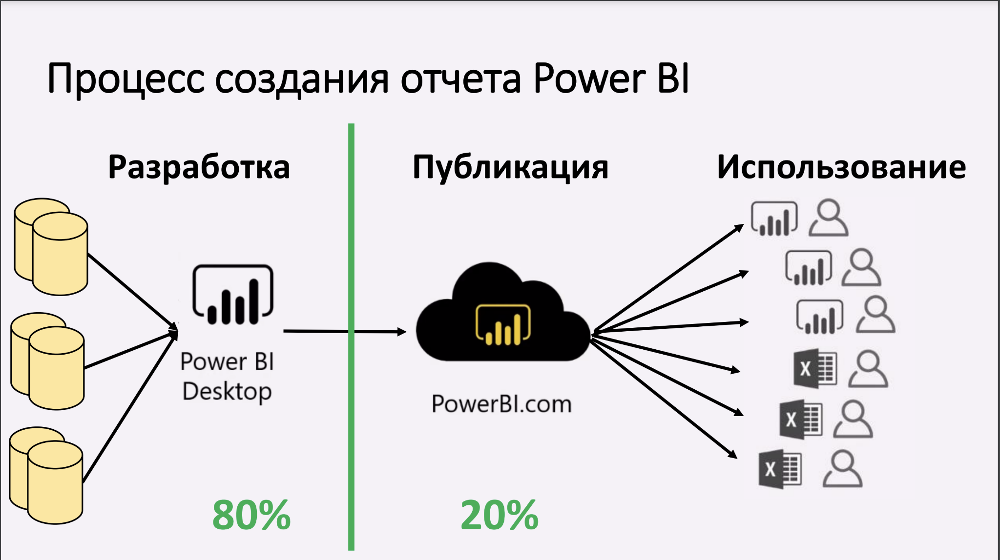 Процесс создания отчета Power BI
Разработка
Публикация
Использование
Power BI
Desktop
PowerBI.com
X
X
X
80%
20%